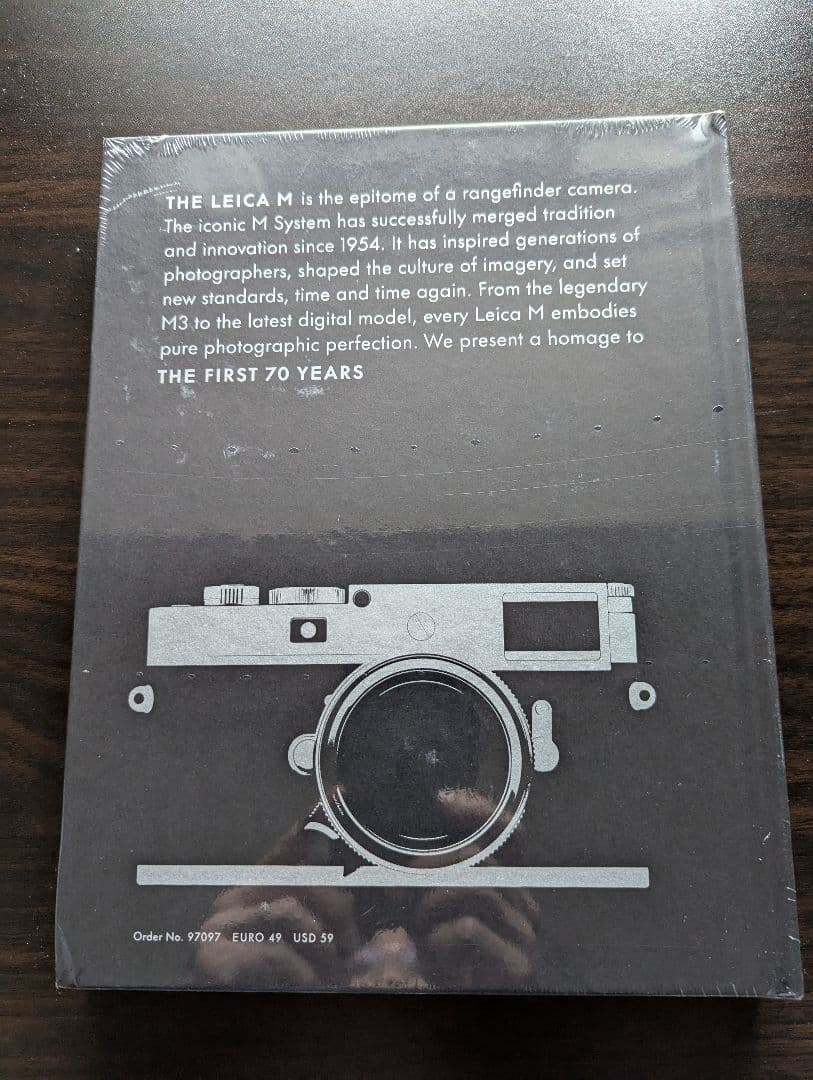 THE LEICA M is the epitome of a rangefinder camera.
The iconic M System has successfully merged tradition
and innovation since 1954. It has inspired generations of
photographers, shaped the culture of imagery, and set
new standards, time and time again. From the legendary
M3 to the latest digital model, every Leica M embodies
pure photographic perfection. We present a homage to
THE FIRST 70 YEARS
Order No. 97097 EURO 49 USD 59